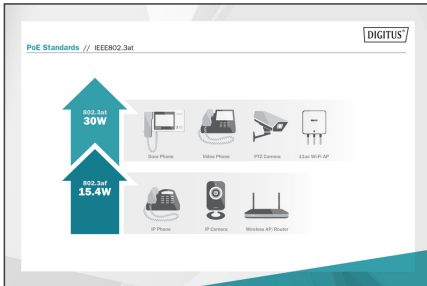 DIGITUS®
PoE Standards // IEEE802.3at
802.3at
30W
Door Phone Video Phone PTZ Camera 11ac Wi-Fi AP
802.3af
15.4W
IP Phone IP Camera Wireless AP/Router